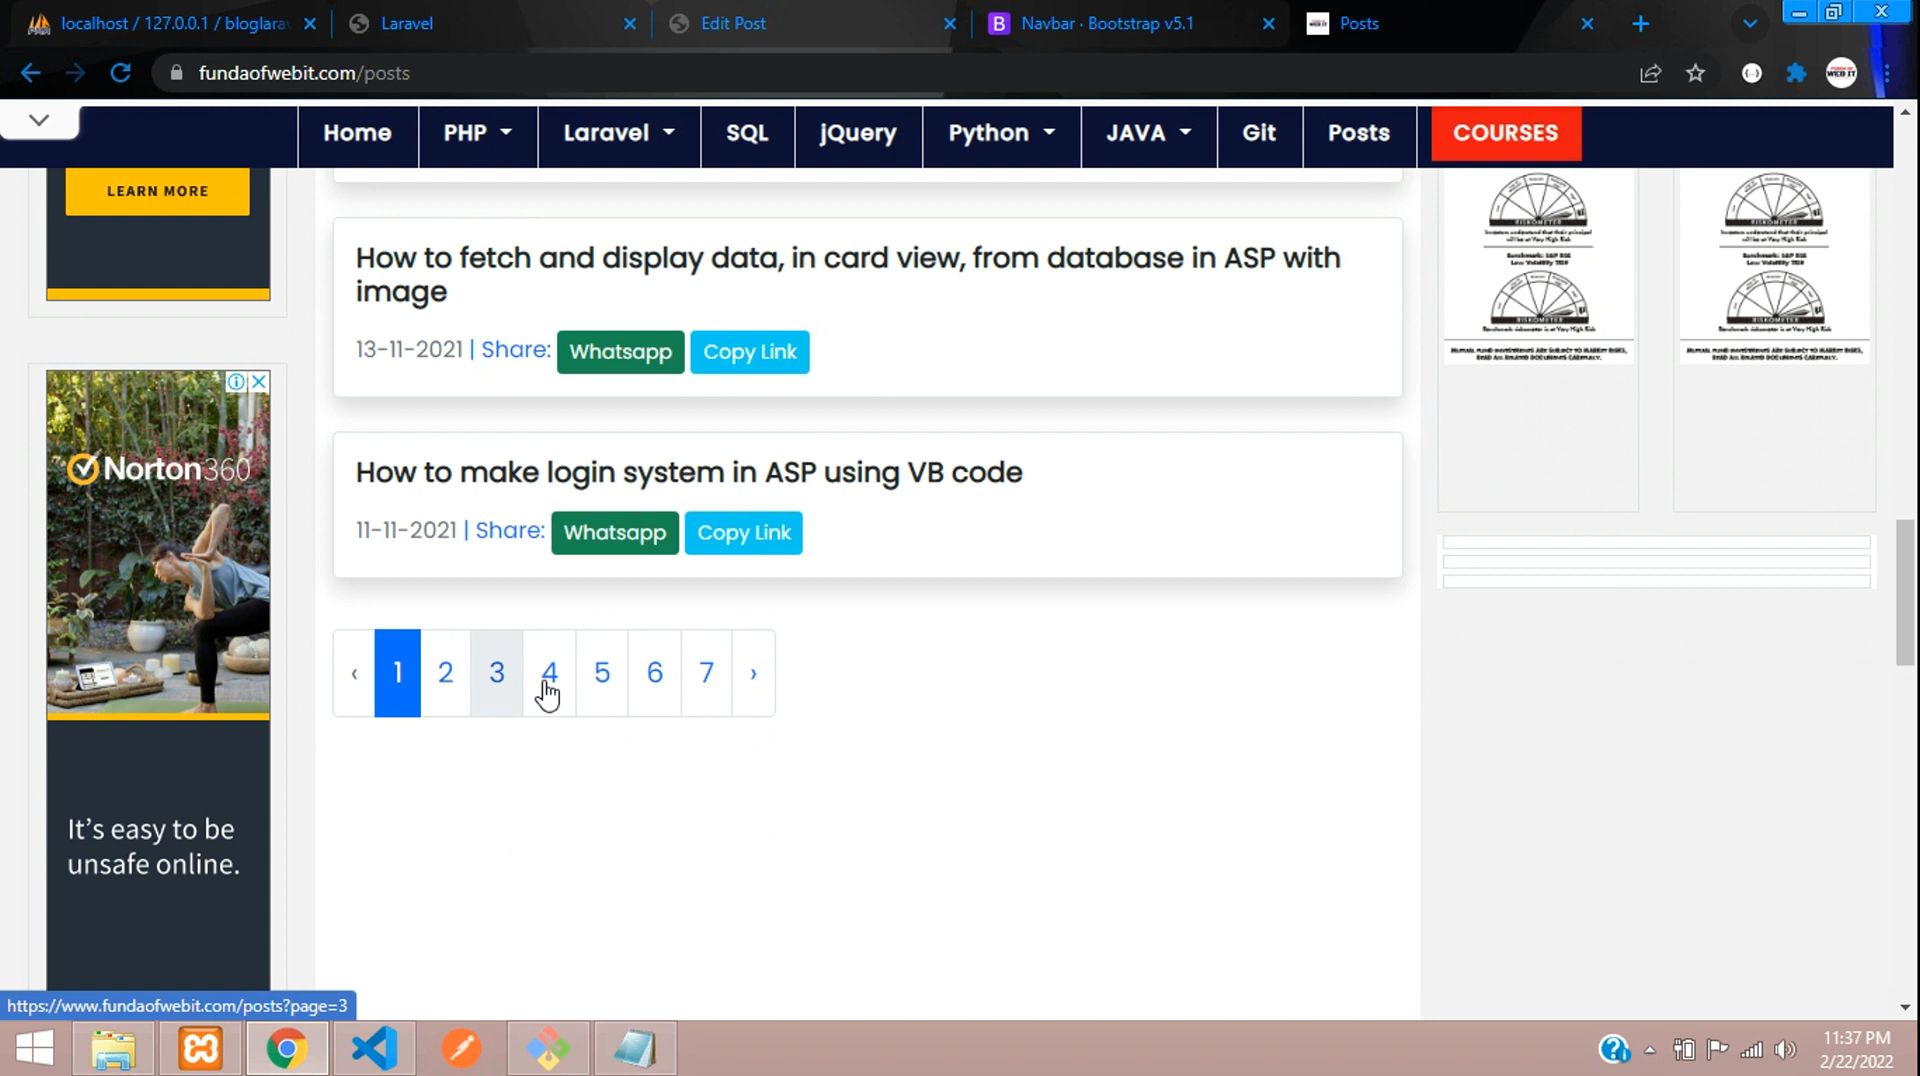 localhost / 127.0.0.1 / bloglara
Laravel
Edit Post
B Navbar · Bootstrap v5.1
Posts
fundaofwebit.com/posts
Home
PHP
Laravel
SQL
jQuery
Python
JAVA
Git
Posts
COURSES
LEARN MORE
How to fetch and display data, in card view, from database in ASP with
image
13-11-2021 | Share: Whatsapp Copy Link
How to make login system in ASP using VB code
11-11-2021 | Share: Whatsapp Copy Link
‹ 1 2 3 4 5 6 7 ›
Norton360
It's easy to be
unsafe online.
RISKOMETER
RISKOMETER
https://www.fundaofwebit.com/posts?page=3
11:37 PM
2/22/2022